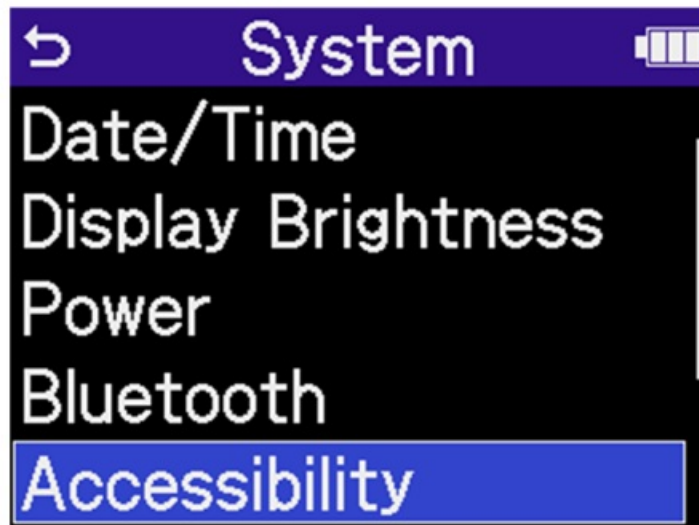 System
Date/Time
Display Brightness
Power
Bluetooth
Accessibility